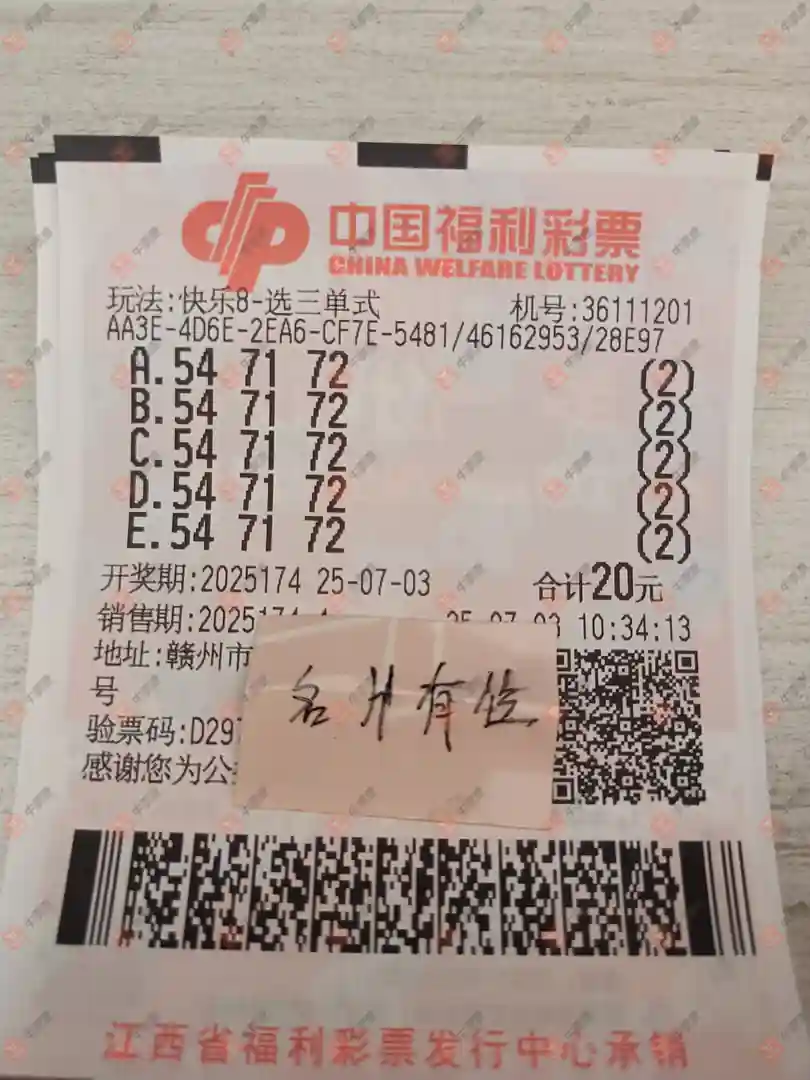 中国福利彩票
CHINA WELFARE LOTTERY
玩法:快乐8-选三单式 机号:36111201
AA3E-4D6E-2EA6-CF7E-5481/46162953/28E97
A.54 71 72 (2)
B.54 71 72 (2)
C.54 71 72 (2)
D.54 71 72 (2)
E.54 71 72 (2)
开奖期:2025174 25-07-03 合计20元
销售期:2025174 25-07-03 10:34:13
地址:赣州市
号
验票码:D297
感谢您为公
名 有位
江西省福利彩票发行中心承销